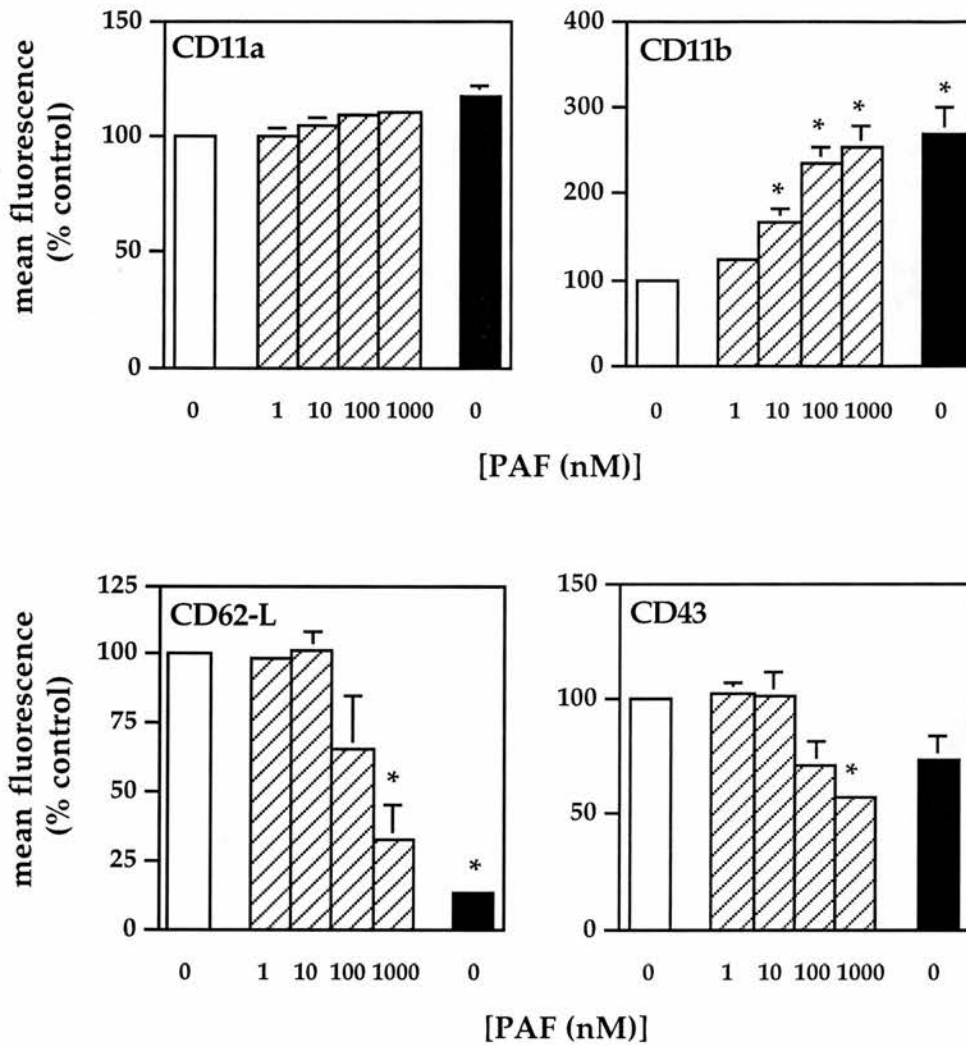 150
CD11a
100
50
0
mean fluorescence
(% control)
0 1 10 100 1000 0
400
CD11b
300
200
100
0
* * * *
0 1 10 100 1000 0
[PAF (nM)]
125
CD62-L
100
75
50
25
0
mean fluorescence
(% control)
* *
0 1 10 100 1000 0
150
CD43
100
50
0
*
0 1 10 100 1000 0
[PAF (nM)]